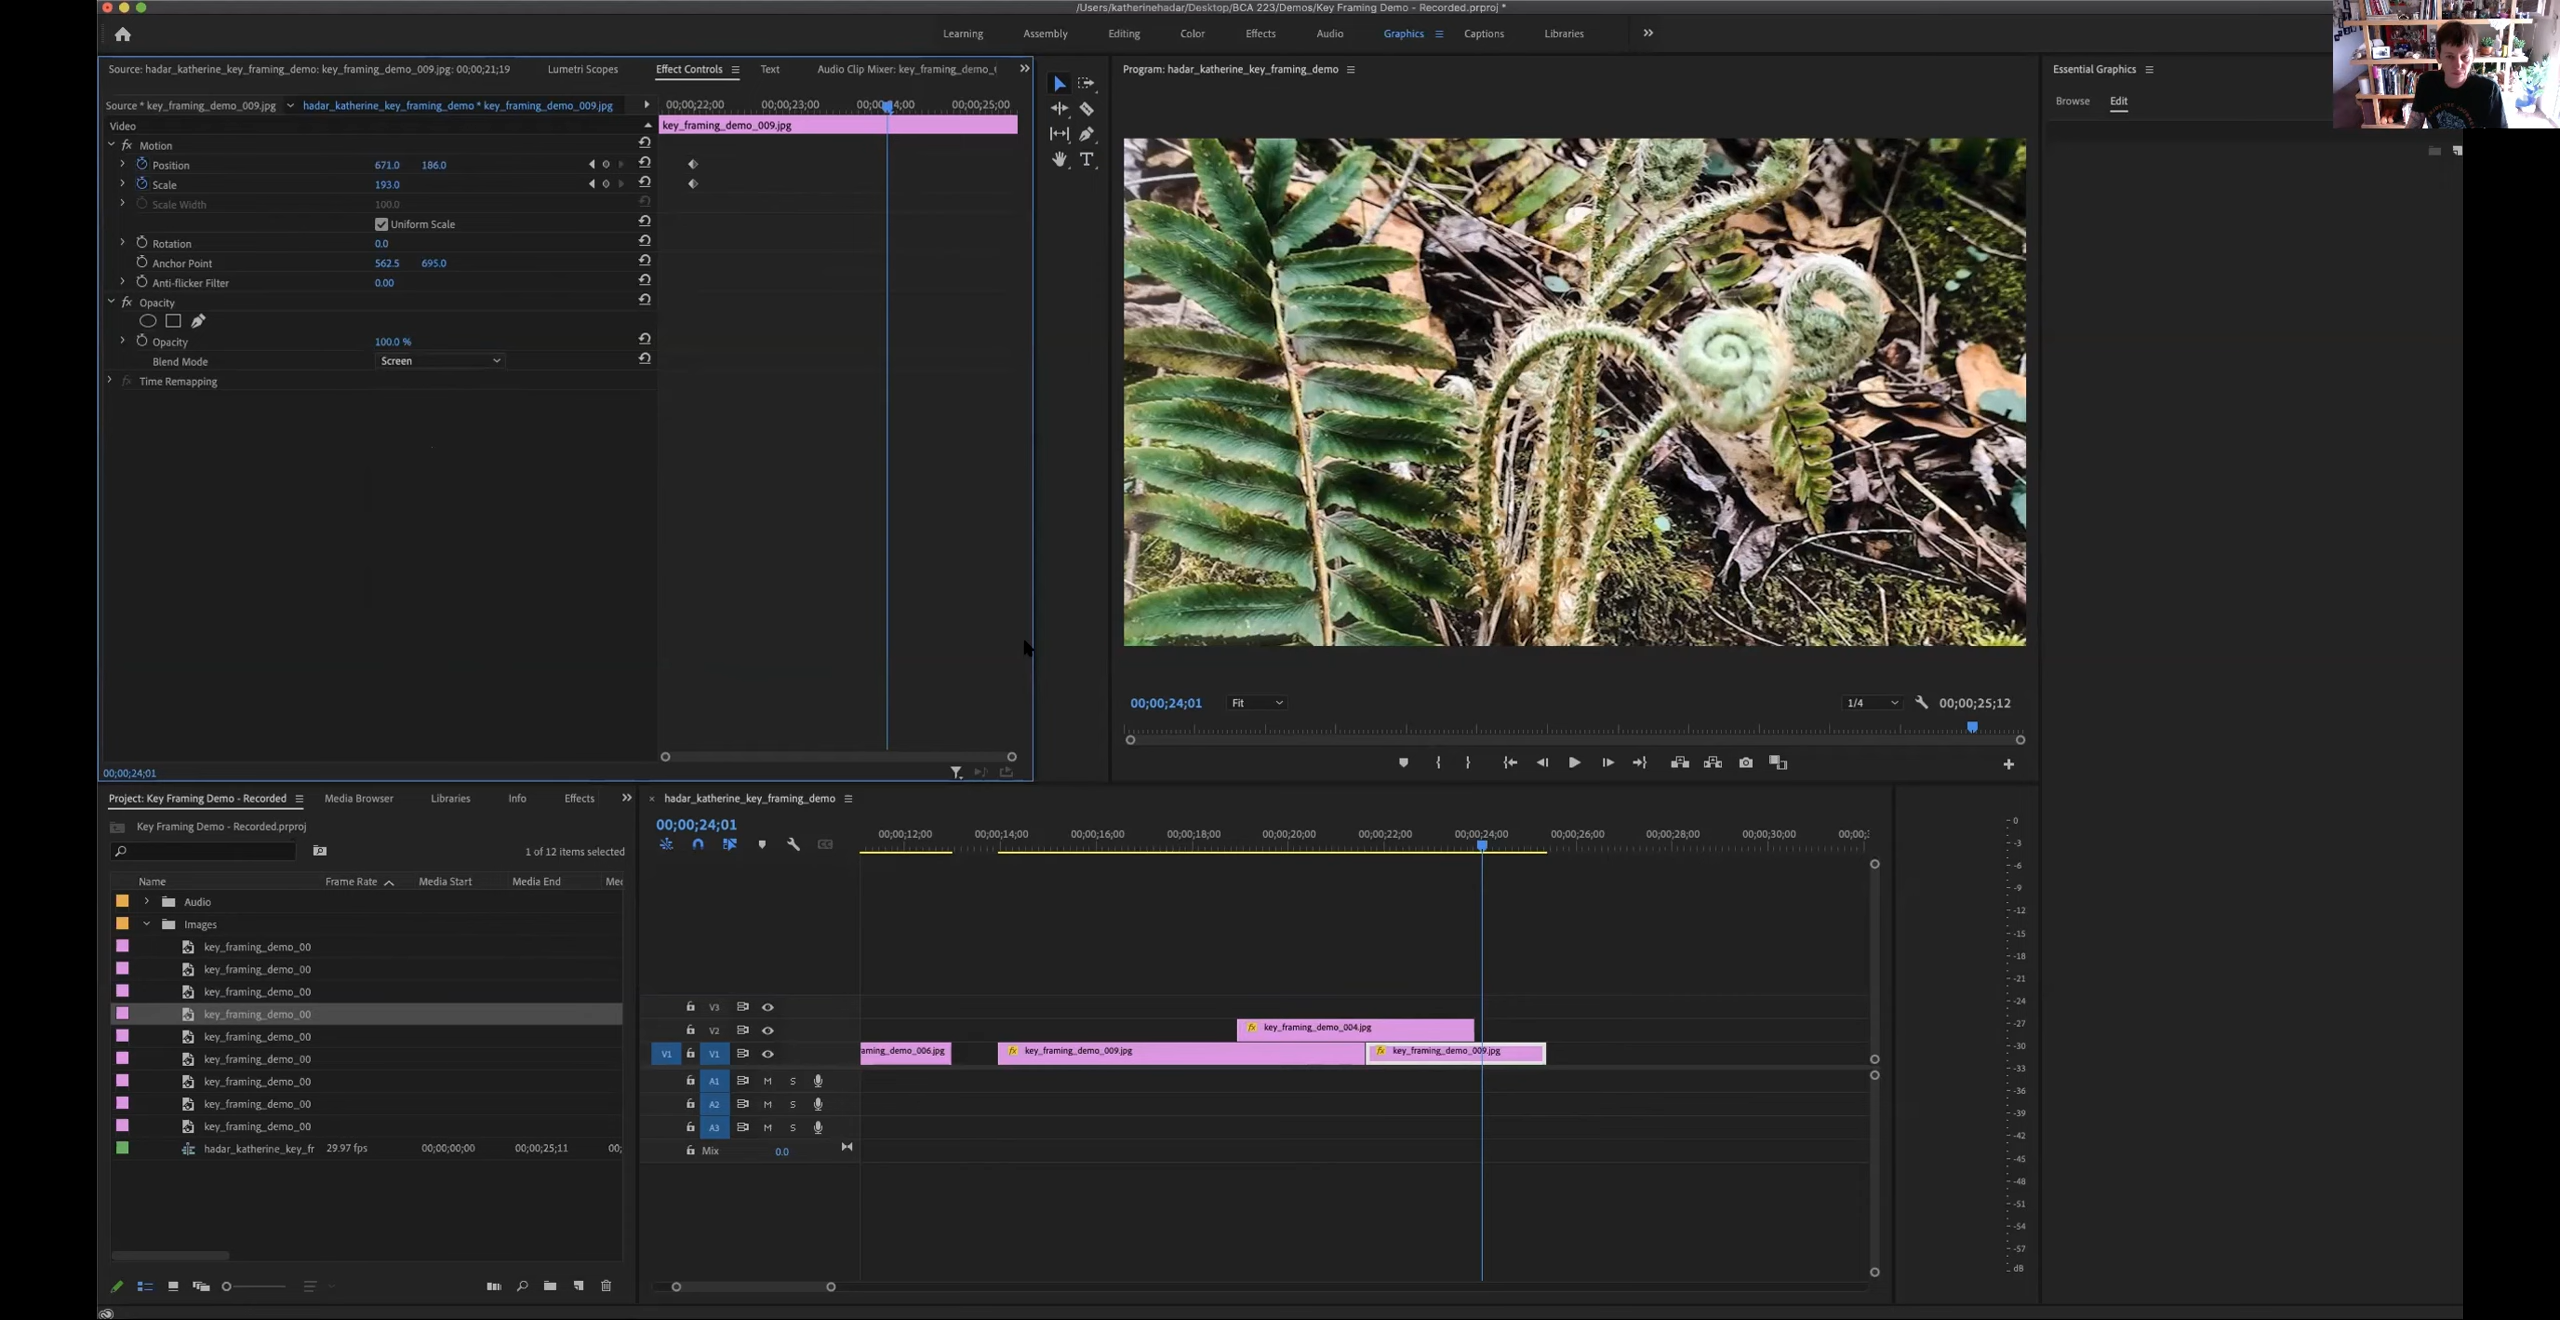 /Users/katherinehadar/Desktop/BCA 223/Demos/Key Framing Demo - Recorded.prproj *
Learning Assembly Editing Color Effects Audio Graphics Captions Libraries
Source: hadar_katherine_key_framing_demo: key_framing_demo_009.jpg: 00;00;21;19 Lumetri Scopes Effect Controls Text Audio Clip Mixer: key_framing_demo_(
Source * key_framing_demo_009.jpg hadar_katherine_key_framing_demo * key_framing_demo_009.jpg
00;00;22;00 00;00;23;00 00;00;24;00 00;00;25;00
Video
key_framing_demo_009.jpg
fx Motion
Position 671.0 186.0
Scale 193.0
Scale Width 100.0
Uniform Scale
Rotation 0.0
Anchor Point 562.5 695.0
Anti-flicker Filter 0.00
fx Opacity
Opacity 100.0 %
Blend Mode Screen
fx Time Remapping
00;00;24;01
Program: hadar_katherine_key_framing_demo
00;00;24;01 Fit 1/4 00;00;25;12
Essential Graphics
Browse Edit
Project: Key Framing Demo - Recorded Media Browser Libraries Info Effects
Key Framing Demo - Recorded.prproj
1 of 12 items selected
Name Frame Rate Media Start Media End
Audio
Images
key_framing_demo_00
key_framing_demo_00
key_framing_demo_00
key_framing_demo_00
key_framing_demo_00
key_framing_demo_00
key_framing_demo_00
key_framing_demo_00
key_framing_demo_00
hadar_katherine_key_fr 29.97 fps 00;00;00;00 00;00;25;11 00;
hadar_katherine_key_framing_demo
00;00;24;01
00;00;12;00 00;00;14;00 00;00;16;00 00;00;18;00 00;00;20;00 00;00;22;00 00;00;24;00 00;00;26;00 00;00;28;00 00;00;30;00 00;00;
V3
V2 fx key_framing_demo_004.jpg
V1 V1 aming_demo_006.jpg fx key_framing_demo_009.jpg fx key_framing_demo_009.jpg
A1 M S
A2 M S
A3 M S
Mix 0.0
0
-3
-6
-9
-12
-15
-18
-21
-24
-27
-30
-33
-36
-39
-42
-45
-48
-51
-54
-57
dB